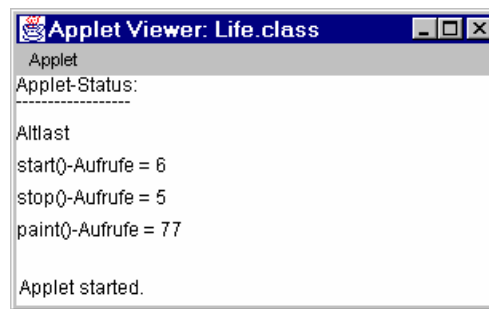 Applet Viewer: Life.class
Applet
Applet-Status:
-----------------
Altlast
start()-Aufrufe = 6
stop()-Aufrufe = 5
paint()-Aufrufe = 77
Applet started.